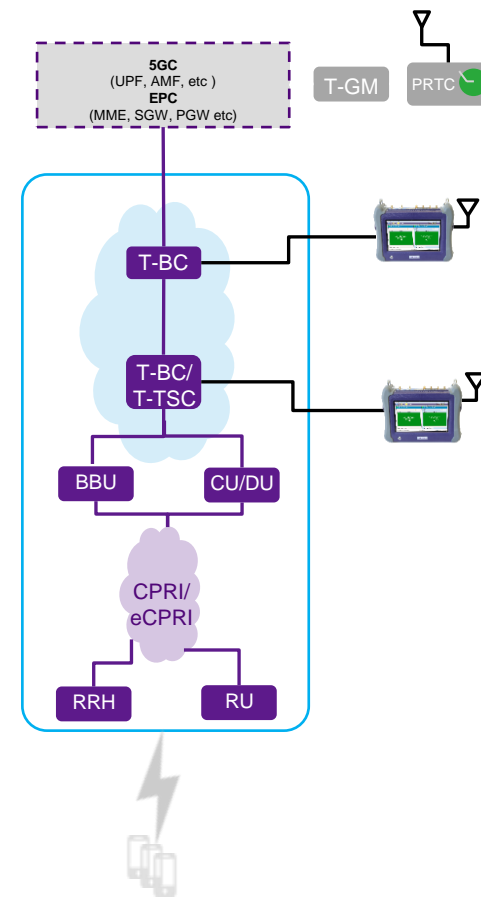 5GC
(UPF, AMF, etc )
EPC
(MME, SGW, PGW etc)
T-GM
PRTC
T-BC
T-BC/
T-TSC
BBU
CU/DU
CPRI/
eCPRI
RRH
RU